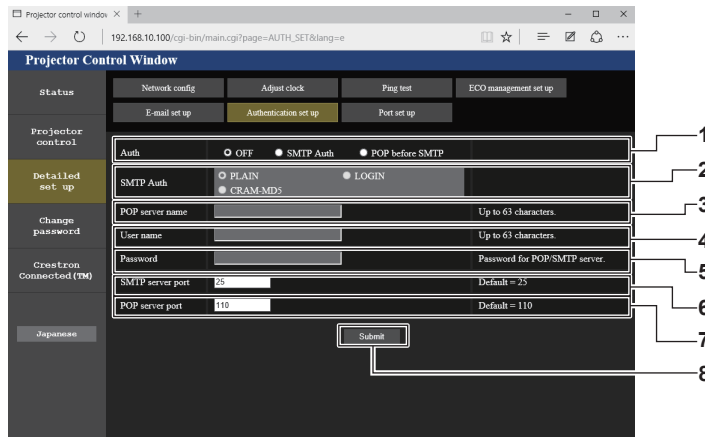 Projector control window
192.168.10.100/cgi-bin/main.cgi?page=AUTH_SET&lang=e
Projector Control Window
Status
Projector
control
Detailed
set up
Change
password
Crestron
Connected(TM)
Japanese
Network config
Adjust clock
Ping test
ECO management set up
E-mail set up
Authentication set up
Port set up
Auth OFF SMTP Auth POP before SMTP
1
SMTP Auth PLAIN LOGIN
CRAM-MD5
2
POP server name Up to 63 characters.
3
User name Up to 63 characters.
4
Password Password for POP/SMTP server.
5
SMTP server port 25 Default = 25
6
POP server port 110 Default = 110
7
Submit
8